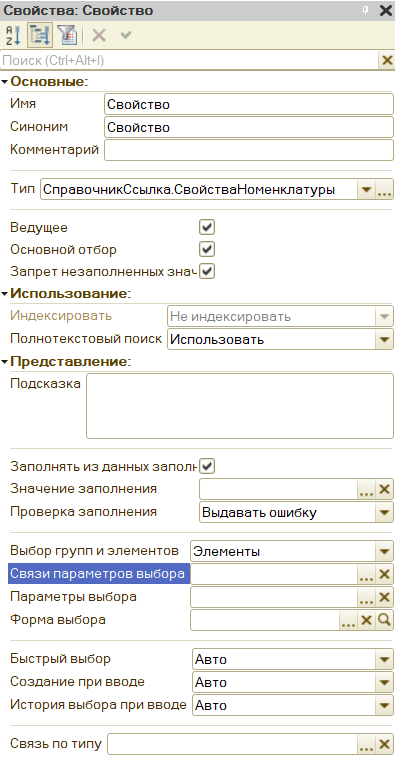 Свойства: Свойство
Поиск (Ctrl+Alt+I)
Основные:
Имя Свойство
Синоним Свойство
Комментарий
Тип СправочникСсылка.СвойстваНоменклатуры
Ведущее
Основной отбор
Запрет незаполненных знач
Использование:
Индексировать Не индексировать
Полнотекстовый поиск Использовать
Представление:
Подсказка
Заполнять из данных заполн
Значение заполнения
Проверка заполнения Выдавать ошибку
Выбор групп и элементов Элементы
Связи параметров выбора
Параметры выбора
Форма выбора
Быстрый выбор Авто
Создание при вводе Авто
История выбора при вводе Авто
Связь по типу